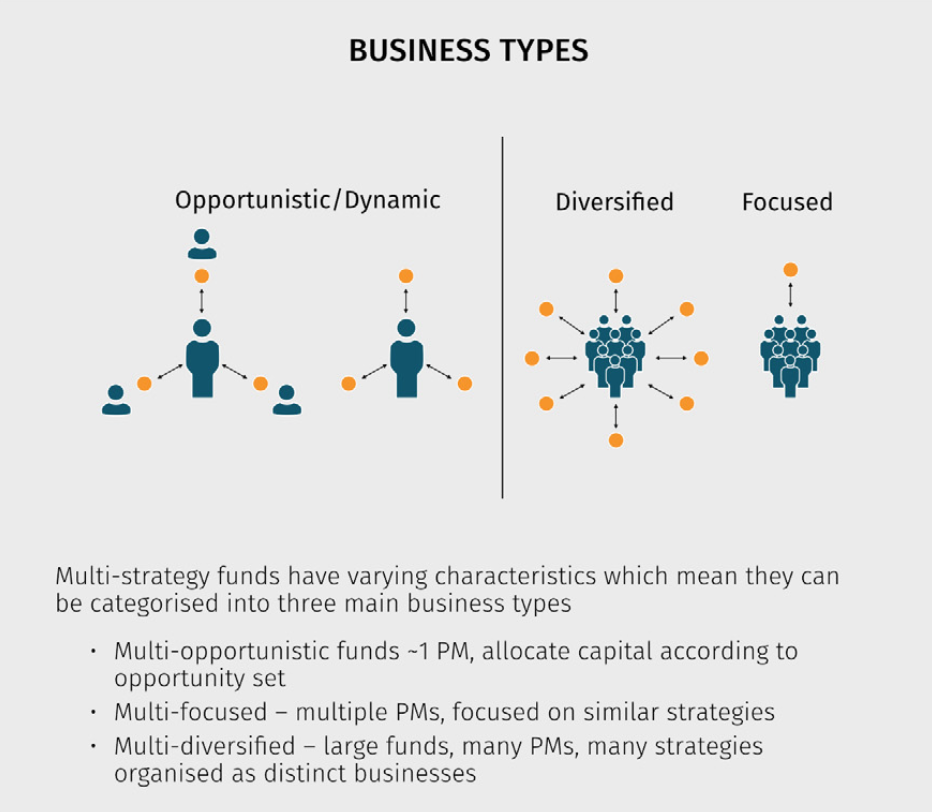 BUSINESS TYPES
Opportunistic/Dynamic
Diversified
Focused
Multi-strategy funds have varying characteristics which mean they can
be categorised into three main business types
· Multi-opportunistic funds ~1 PM, allocate capital according to
opportunity set
· Multi-focused – multiple PMs, focused on similar strategies
· Multi-diversified – large funds, many PMs, many strategies
organised as distinct businesses